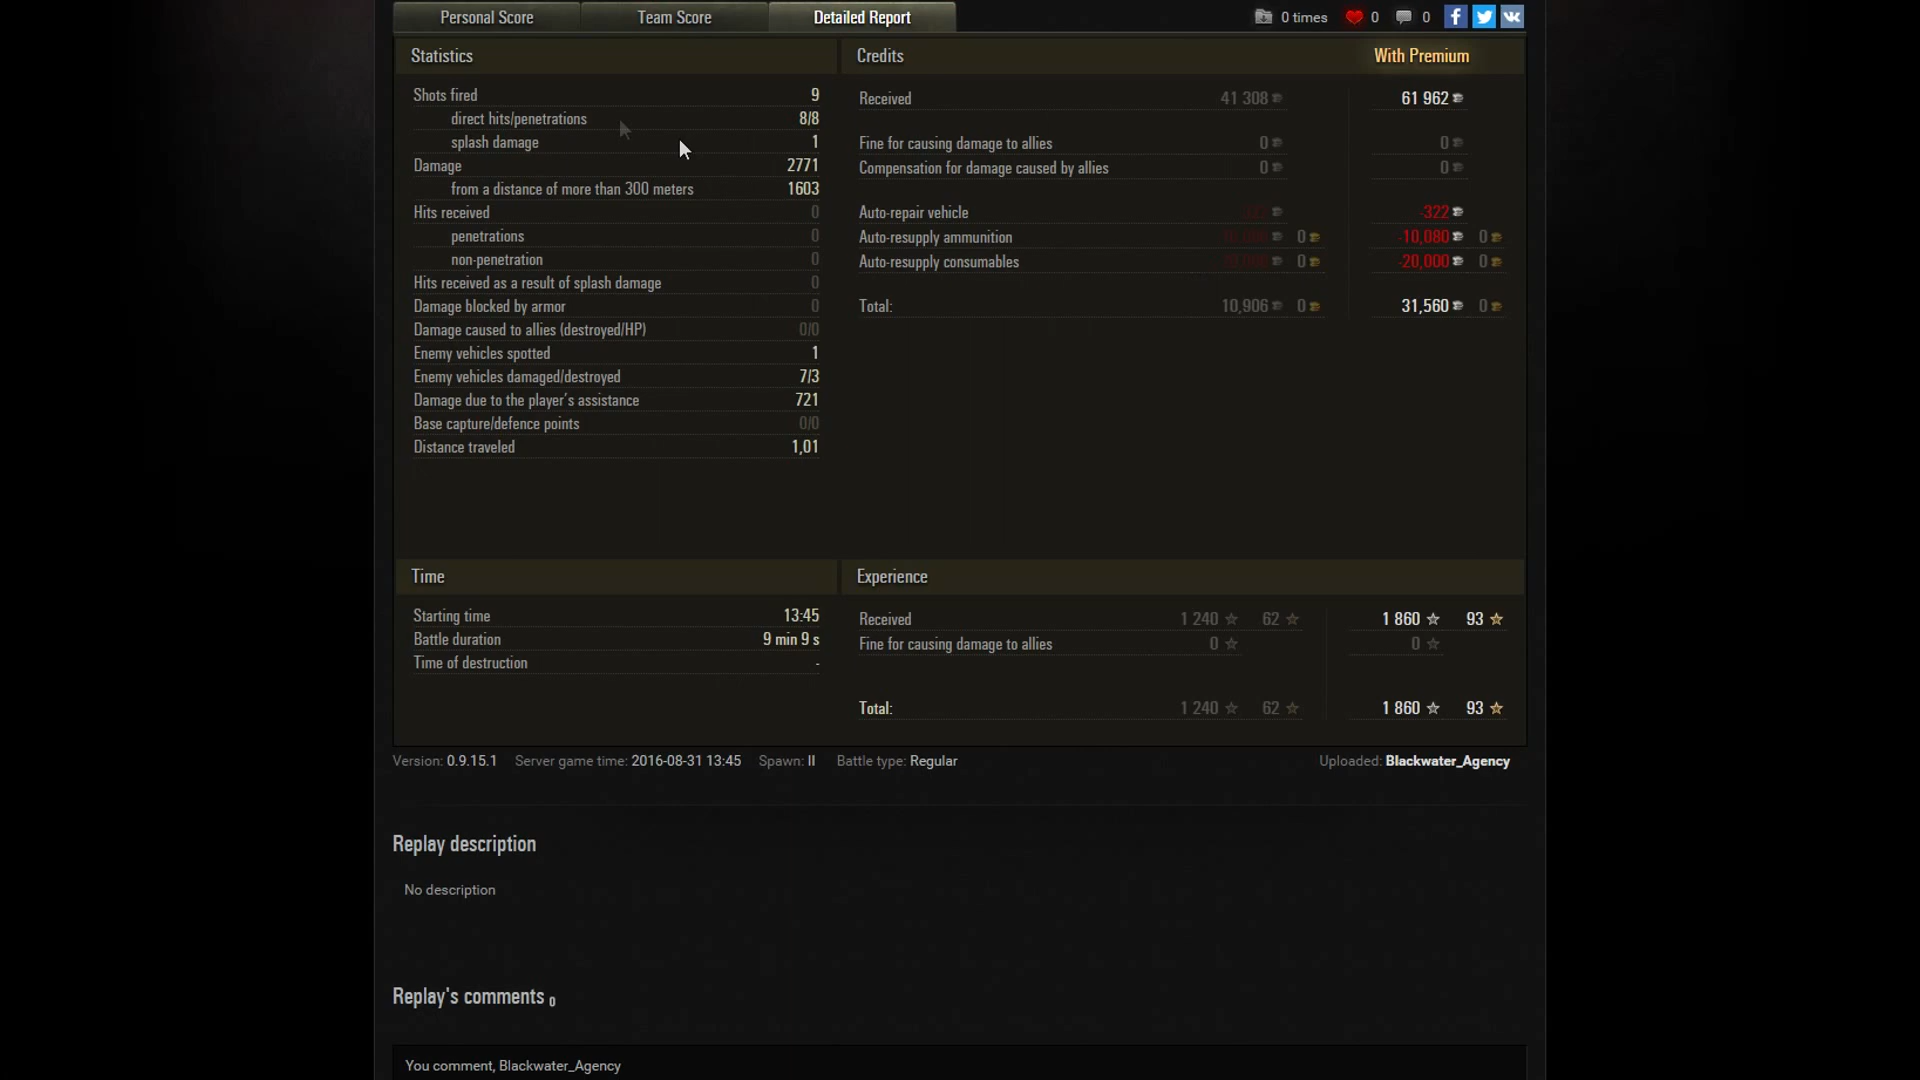 Personal Score Team Score Detailed Report 0 times 0 0
Statistics
Shots fired 9
direct hits/penetrations 8/8
splash damage 1
Damage 2771
from a distance of more than 300 meters 1603
Hits received 0
penetrations 0
non-penetration 0
Hits received as a result of splash damage 0
Damage blocked by armor 0
Damage caused to allies (destroyed/HP) 0/0
Enemy vehicles spotted 1
Enemy vehicles damaged/destroyed 7/3
Damage due to the player's assistance 721
Base capture/defence points 0/0
Distance traveled 1,01
Credits With Premium
Received 41 308 61 962
Fine for causing damage to allies 0 0
Compensation for damage caused by allies 0 0
Auto-repair vehicle -322
Auto-resupply ammunition 0 -10,080 0
Auto-resupply consumables 0 -20,000 0
Total: 10,906 0 31,560 0
Time
Starting time 13:45
Battle duration 9 min 9 s
Time of destruction -
Experience
Received 1 240 62 1 860 93
Fine for causing damage to allies 0 0
Total: 1 240 62 1 860 93
Version: 0.9.15.1 Server game time: 2016-08-31 13:45 Spawn: II Battle type: Regular Uploaded: Blackwater_Agency
Replay description
No description
Replay's comments 0
You comment, Blackwater_Agency